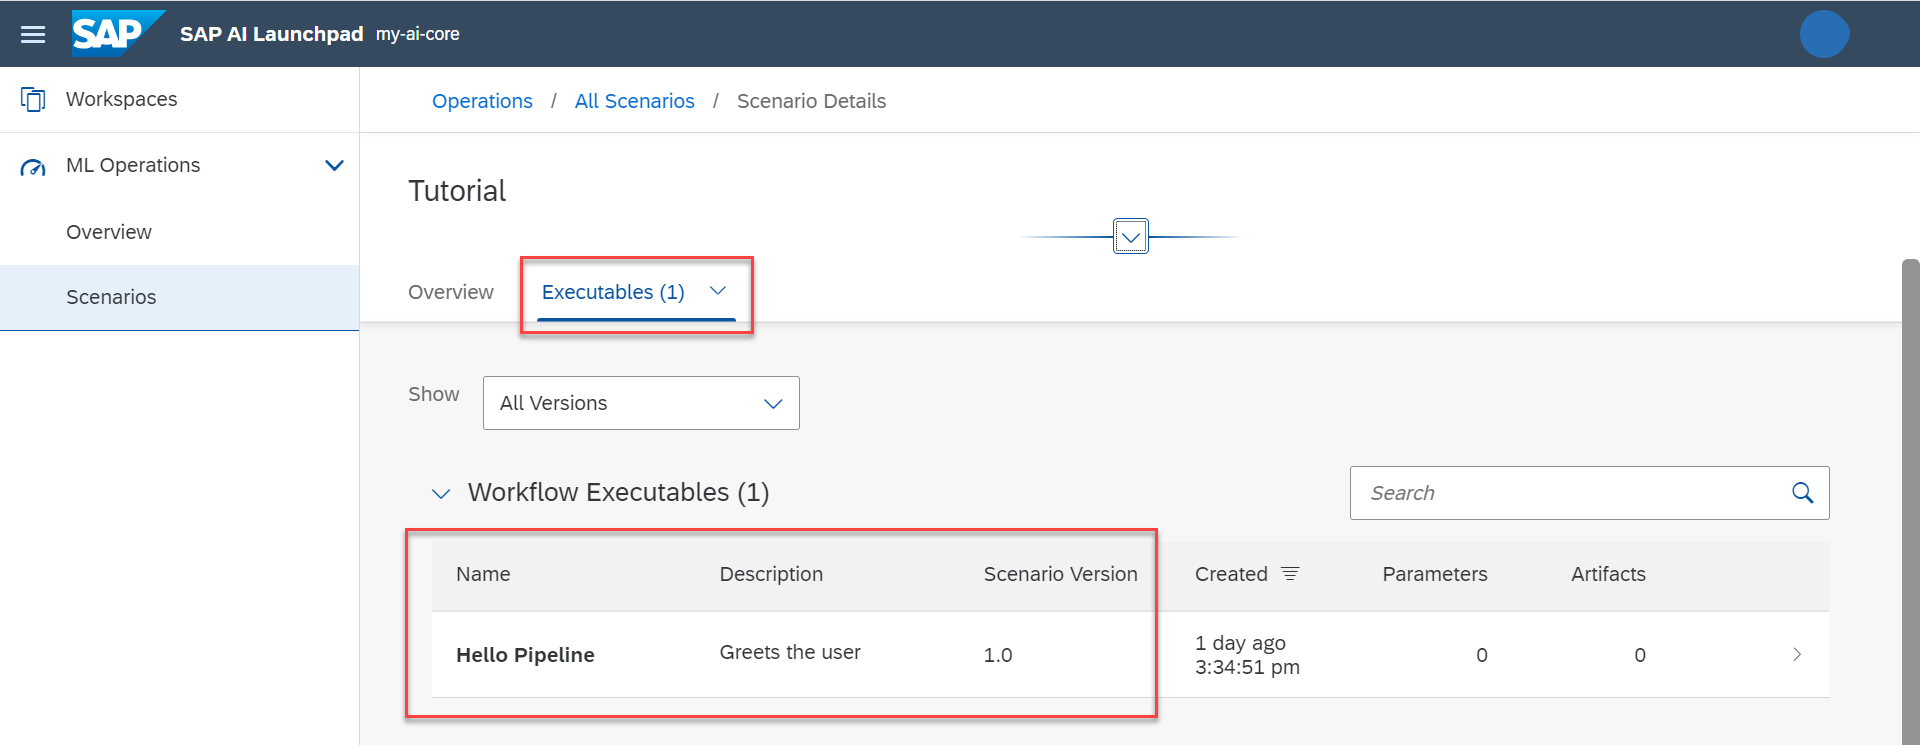 SAP SAP AI Launchpad my-ai-core
Workspaces
Operations / All Scenarios / Scenario Details
ML Operations
Overview
Scenarios
Tutorial
Overview Executables (1)
Show All Versions
Workflow Executables (1) Search
Name Description Scenario Version Created Parameters Artifacts
Hello Pipeline Greets the user 1.0 1 day ago 0 0
3:34:51 pm